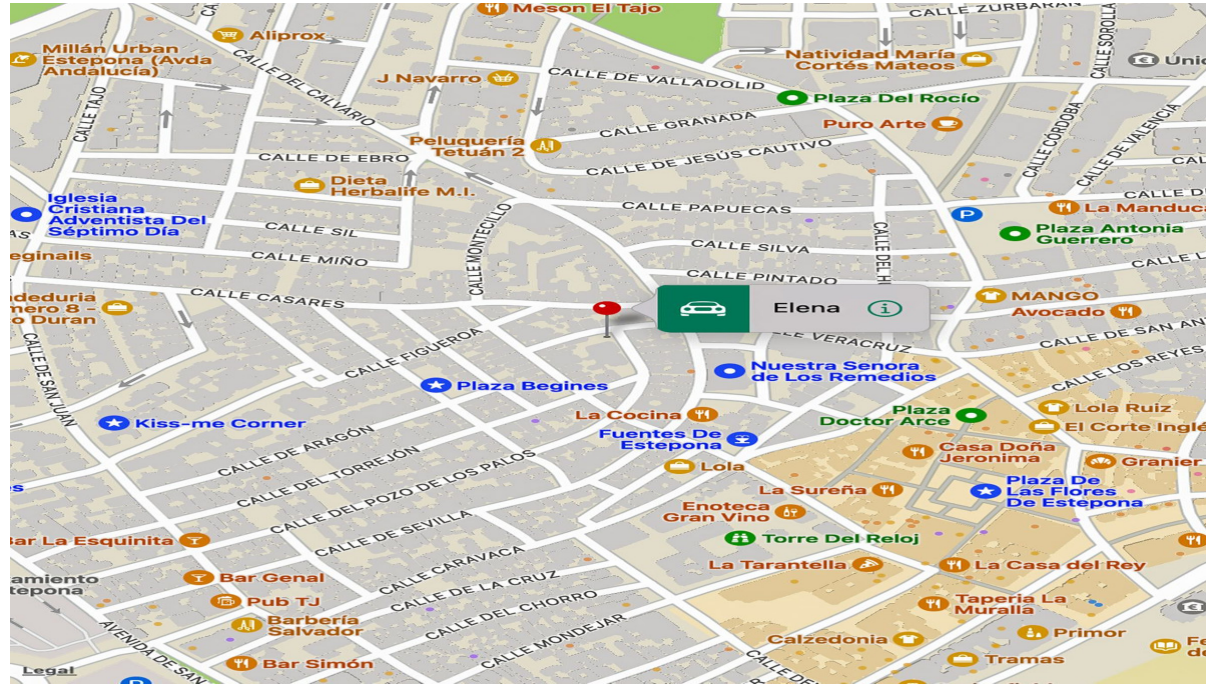 Meson El Tajo
CALLE ZURBARÁN
Aliprox
Millán Urban
Estepona (Avda
Andalucía)
J Navarro
CALLE DE VALLADOLID
Natividad María
Cortés Mateos
CALLE SOROLLA
CALLE TAJO
CALLE DEL CALVARIO
Plaza Del Rocío
CALLE GRANADA
Puro Arte
CALLE CÓRDOBA
CALLE DE VALENCIA
Peluquería
Tetuán 2
CALLE DE EBRO
CALLE DE JESÚS CAUTIVO
Dieta
Herbalife M.I.
Iglesia
Cristiana
Adventista Del
Séptimo Día
CALLE SIL
CALLE MIÑO
CALLE MONTECILLO
CALLE PAPUECAS
P
La Manduca
Plaza Antonia
Guerrero
CALLE SILVA
CALLE PINTADO
CALLE DEL H
eginails
CALLE CASARES
Elena
MANGO
Avocado
CALLE DE SAN AN
CALLE VERACRUZ
CALLE LOS REYES
CALLE DE SAN JUAN
CALLE FIGUEROA
Plaza Begines
Nuestra Senora
de Los Remedios
Kiss-me Corner
La Cocina
Fuentes De
Estepona
Plaza
Doctor Arce
Lola Ruiz
El Corte Inglé
CALLE DE ARAGÓN
Lola
Casa Doña
Jeronima
Granier
CALLE DEL TORREJÓN
CALLE DEL POZO DE LOS PALOS
La Sureña
Plaza De
Las Flores
De Estepona
Enoteca
Gran Vino
CALLE DE SEVILLA
Torre Del Reloj
Bar La Esquinita
CALLE CARAVACA
La Tarantella
La Casa del Rey
Bar Genal
CALLE DE LA CRUZ
Pub TJ
CALLE DEL CHORRO
Taperia La
Muralla
Barbería
Salvador
CALLE MONDEJAR
Calzedonia
Primor
AVENIDA DE SAN
Bar Simón
Tramas
Legal